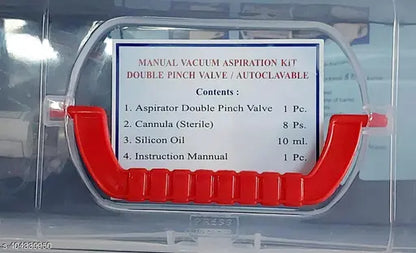 MANUAL VACUUM ASPIRATION KIT
DOUBLE PINCH VALVE / AUTOCLAVABLE
Contents :
1. Aspirator Double Pinch Valve 1 Pc.
2. Cannula (Sterile) 8 Ps.
3. Silicon Oil 10 ml.
4. Instruction Mannual 1 Pc.
PRESS